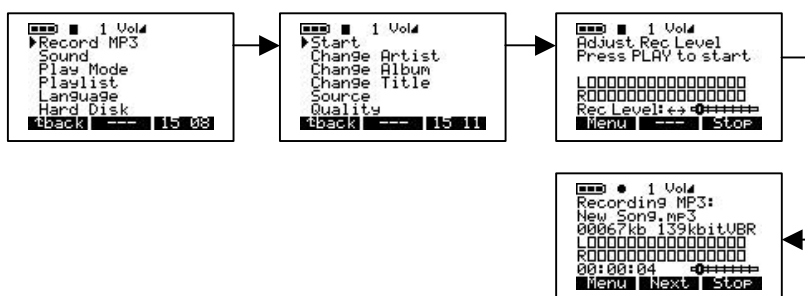 1 Vol
Record MP3
Sound
Play Mode
Playlist
Language
Hard Disk
back --- 15 08
1 Vol
Start
Change Artist
Change Album
Change Title
Source
Quality
back --- 15 11
1 Vol
Adjust Rec Level
Press PLAY to start
L
R
Rec Level:↔
Menu --- Stop
1 Vol
Recording MP3:
New Song.mp3
00067kb 139kbitVBR
L
R
00:00:04
Menu Next Stop